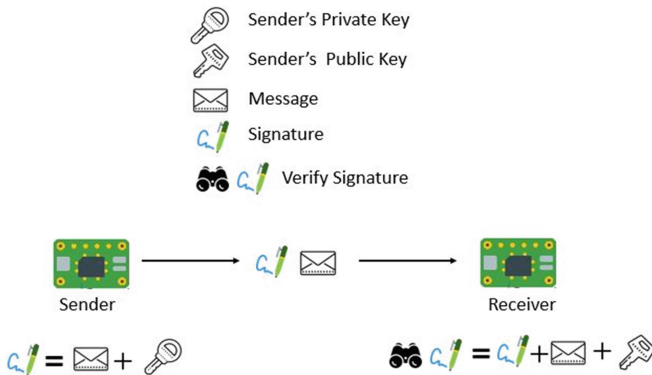 Sender's Private Key
Sender's Public Key
Message
Signature
Verify Signature
Sender
Receiver
= +
= + +